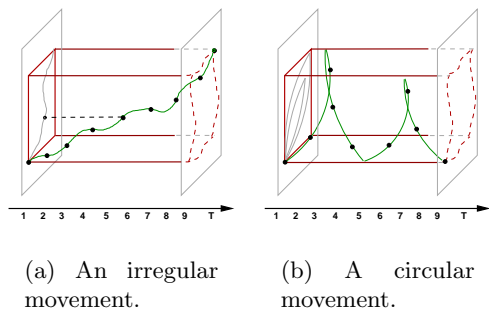 1 2 3 4 5 6 7 8 9 T
1 2 3 4 5 6 7 8 9 T
(a) An irregular
movement.
(b) A circular
movement.